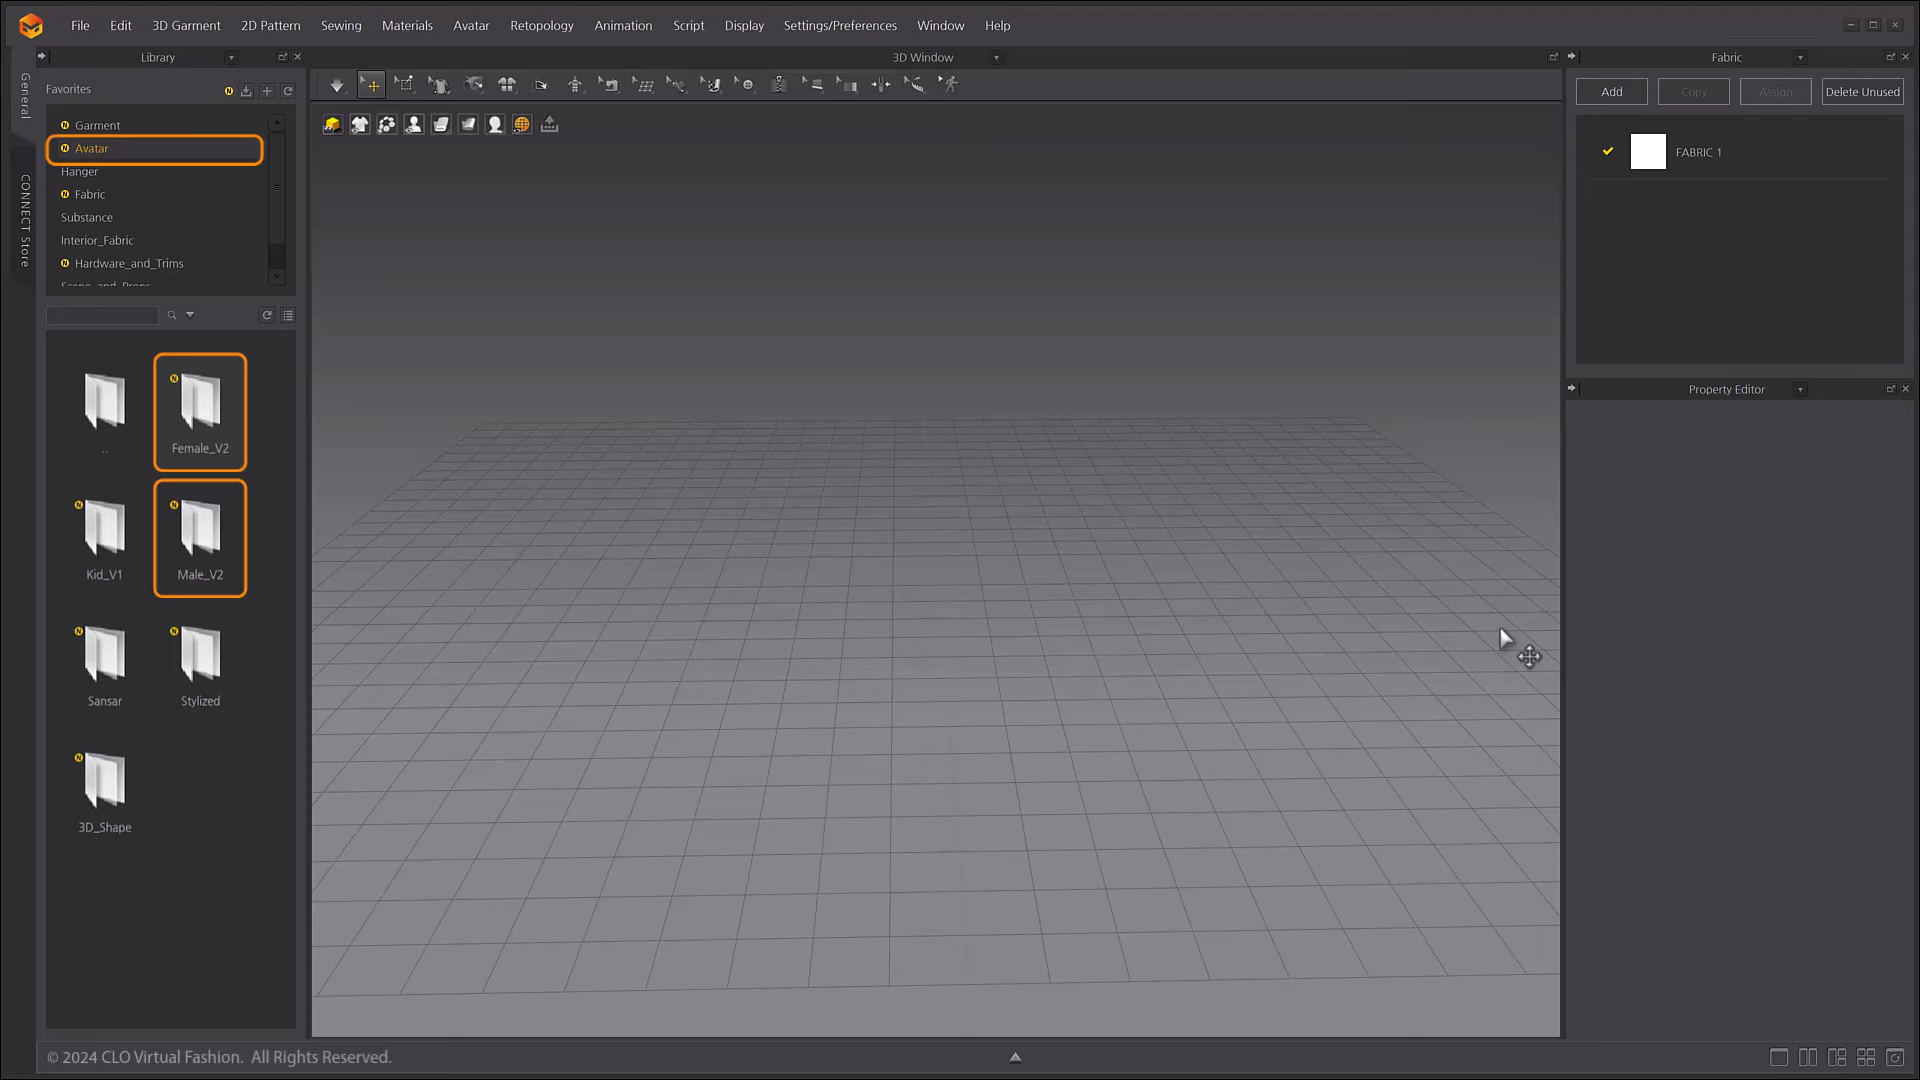 File Edit 3D Garment 2D Pattern Sewing Materials Avatar Retopology Animation Script Display Settings/Preferences Window Help
Library
3D Window
Fabric
General
CONNECT Store
Favorites
Garment
Avatar
Hanger
Fabric
Substance
Interior_Fabric
Hardware_and_Trims
Scene_and_Props
Add Copy Assign Delete Unused
FABRIC 1
Property Editor
..
Female_V2
Kid_V1
Male_V2
Sansar
Stylized
3D_Shape
© 2024 CLO Virtual Fashion. All Rights Reserved.